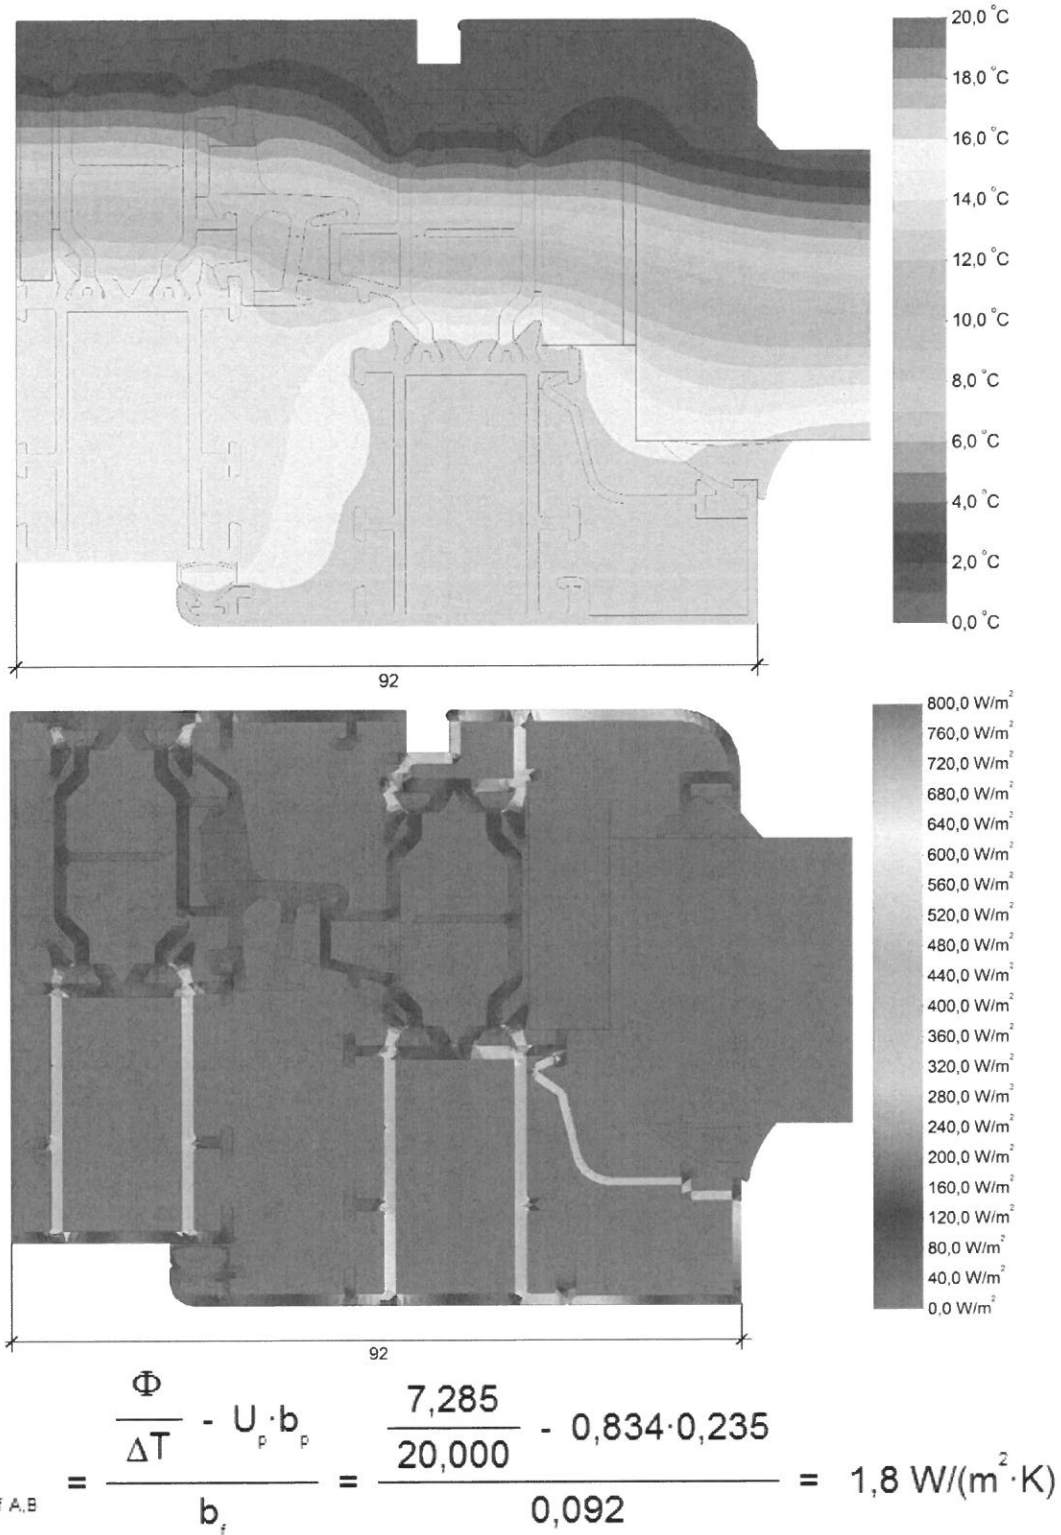 20,0 °C
18,0 °C
16,0 °C
14,0 °C
12,0 °C
10,0 °C
8,0 °C
6,0 °C
4,0 °C
2,0 °C
0,0 °C
92
800,0 W/m²
760,0 W/m²
720,0 W/m²
680,0 W/m²
640,0 W/m²
600,0 W/m²
560,0 W/m²
520,0 W/m²
480,0 W/m²
440,0 W/m²
400,0 W/m²
360,0 W/m²
320,0 W/m²
280,0 W/m²
240,0 W/m²
200,0 W/m²
160,0 W/m²
120,0 W/m²
80,0 W/m²
40,0 W/m²
0,0 W/m²
92
Φ 7,285
ΔT - Uₚ·bₚ 20,000 - 0,834·0,235
f A,B = = = 1,8 W/(m²·K)
b_f 0,092